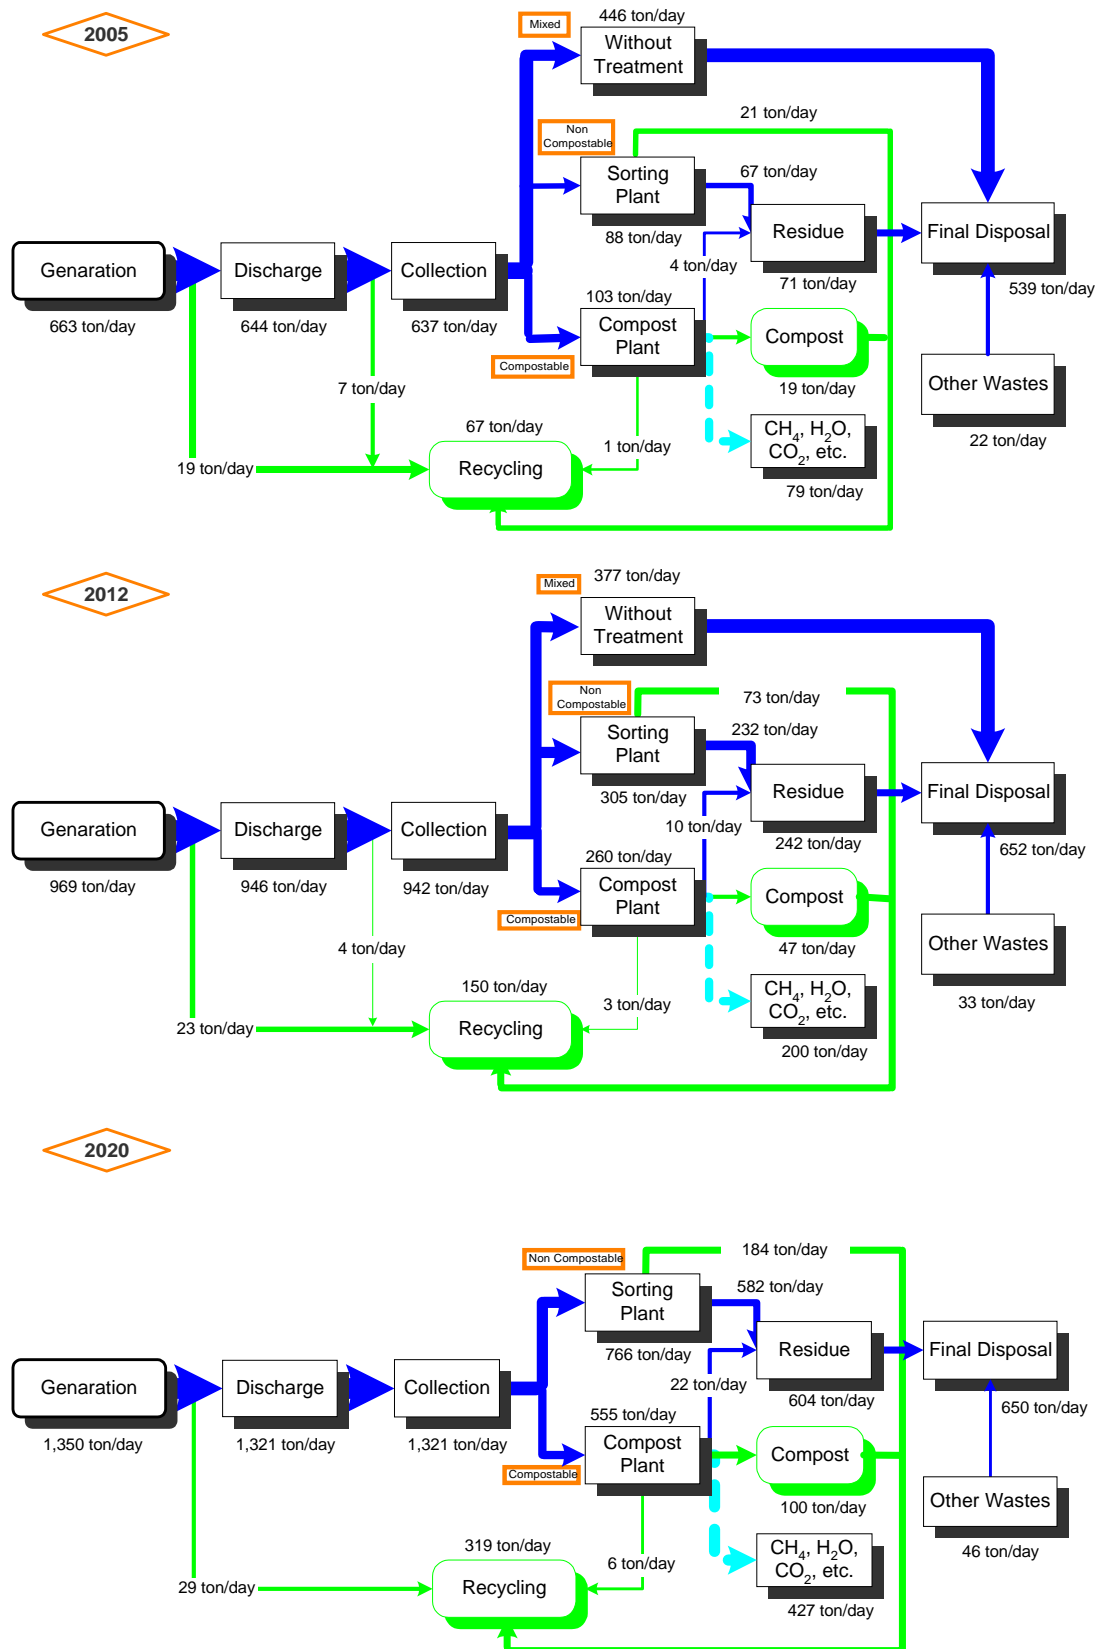 2005
Mixed
446 ton/day
Without
Treatment
21 ton/day
Non
Compostable
Sorting
Plant
67 ton/day
88 ton/day
Residue
Final Disposal
Genaration
Discharge
Collection
4 ton/day
71 ton/day
539 ton/day
663 ton/day
644 ton/day
637 ton/day
103 ton/day
Compost
Plant
Compost
Compostable
19 ton/day
Other Wastes
7 ton/day
22 ton/day
67 ton/day
1 ton/day
CH4, H2O,
CO2, etc.
19 ton/day
Recycling
79 ton/day
2012
Mixed
377 ton/day
Without
Treatment
Non
Compostable
73 ton/day
Sorting
Plant
232 ton/day
305 ton/day
Residue
Final Disposal
Genaration
Discharge
Collection
10 ton/day
242 ton/day
652 ton/day
969 ton/day
946 ton/day
942 ton/day
260 ton/day
Compost
Plant
Compost
Compostable
47 ton/day
Other Wastes
4 ton/day
33 ton/day
150 ton/day
3 ton/day
CH4, H2O,
CO2, etc.
23 ton/day
Recycling
200 ton/day
2020
Non Compostable
184 ton/day
Sorting
Plant
582 ton/day
766 ton/day
Residue
Final Disposal
Genaration
Discharge
Collection
22 ton/day
604 ton/day
650 ton/day
1,350 ton/day
1,321 ton/day
1,321 ton/day
555 ton/day
Compost
Plant
Compost
Compostable
100 ton/day
Other Wastes
46 ton/day
319 ton/day
6 ton/day
CH4, H2O,
CO2, etc.
29 ton/day
Recycling
427 ton/day